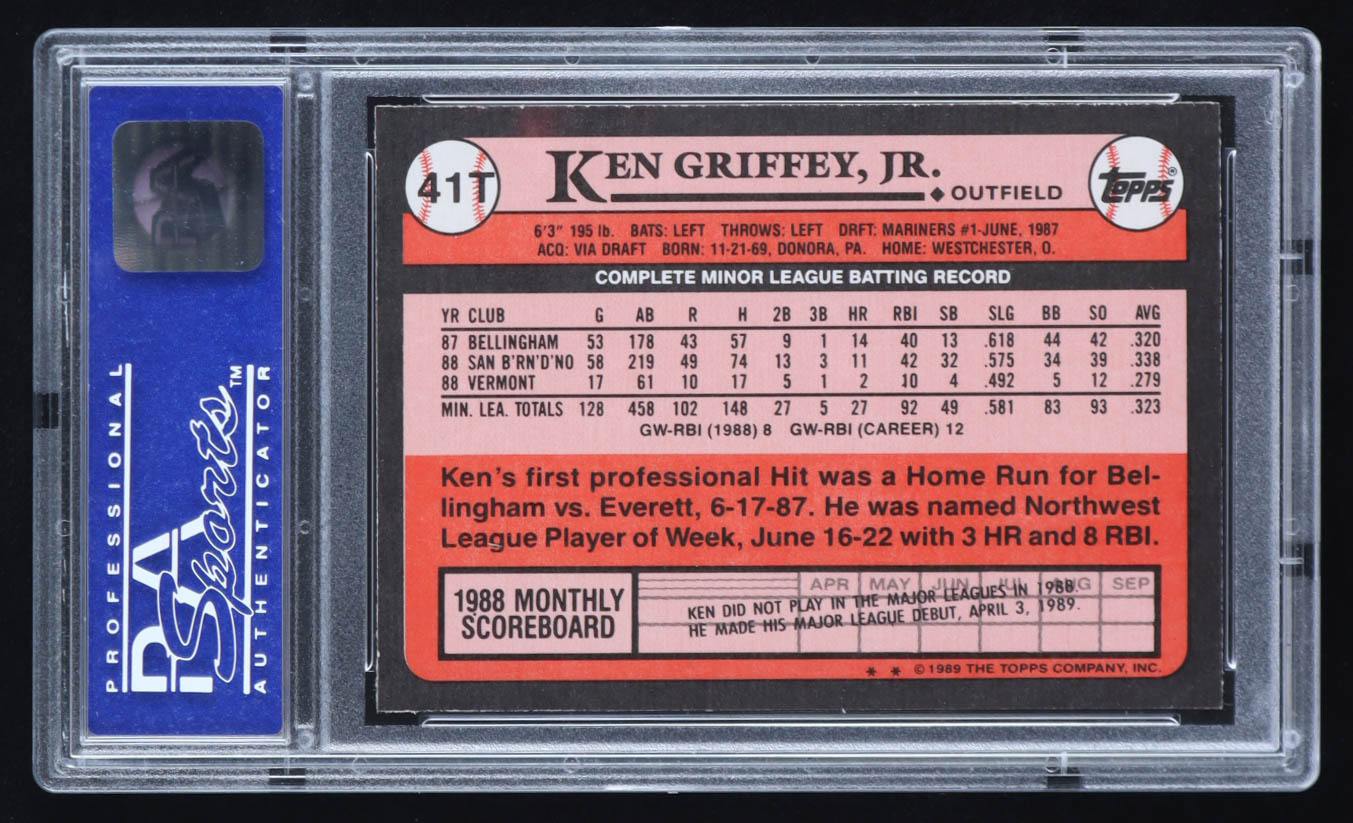 41T
KEN GRIFFEY, JR.
◆ OUTFIELD
topps®
6'3" 195 lb. BATS: LEFT THROWS: LEFT DRFT: MARINERS #1-JUNE, 1987
ACQ: VIA DRAFT BORN: 11-21-69, DONORA, PA. HOME: WESTCHESTER, O.
COMPLETE MINOR LEAGUE BATTING RECORD
YR CLUB G AB R H 2B 3B HR RBI SB SLG BB SO AVG
87 BELLINGHAM 53 178 43 57 9 1 14 40 13 .618 44 42 .320
88 SAN B'RN'D'NO 58 219 49 74 13 3 11 42 32 .575 34 39 .338
88 VERMONT 17 61 10 17 5 1 2 10 4 .492 5 12 .279
MIN. LEA. TOTALS 128 458 102 148 27 5 27 92 49 .581 83 93 .323
GW-RBI (1988) 8 GW-RBI (CAREER) 12
Ken's first professional Hit was a Home Run for Bel-
lingham vs. Everett, 6-17-87. He was named Northwest
League Player of Week, June 16-22 with 3 HR and 8 RBI.
1988 MONTHLY
SCOREBOARD
APR MAY JUN JUL AUG SEP
KEN DID NOT PLAY IN THE MAJOR LEAGUES IN 1988.
HE MADE HIS MAJOR LEAGUE DEBUT, APRIL 3, 1989.
* * © 1989 THE TOPPS COMPANY, INC.
PROFESSIONAL
PSA
Sports™
AUTHENTICATOR
PSA